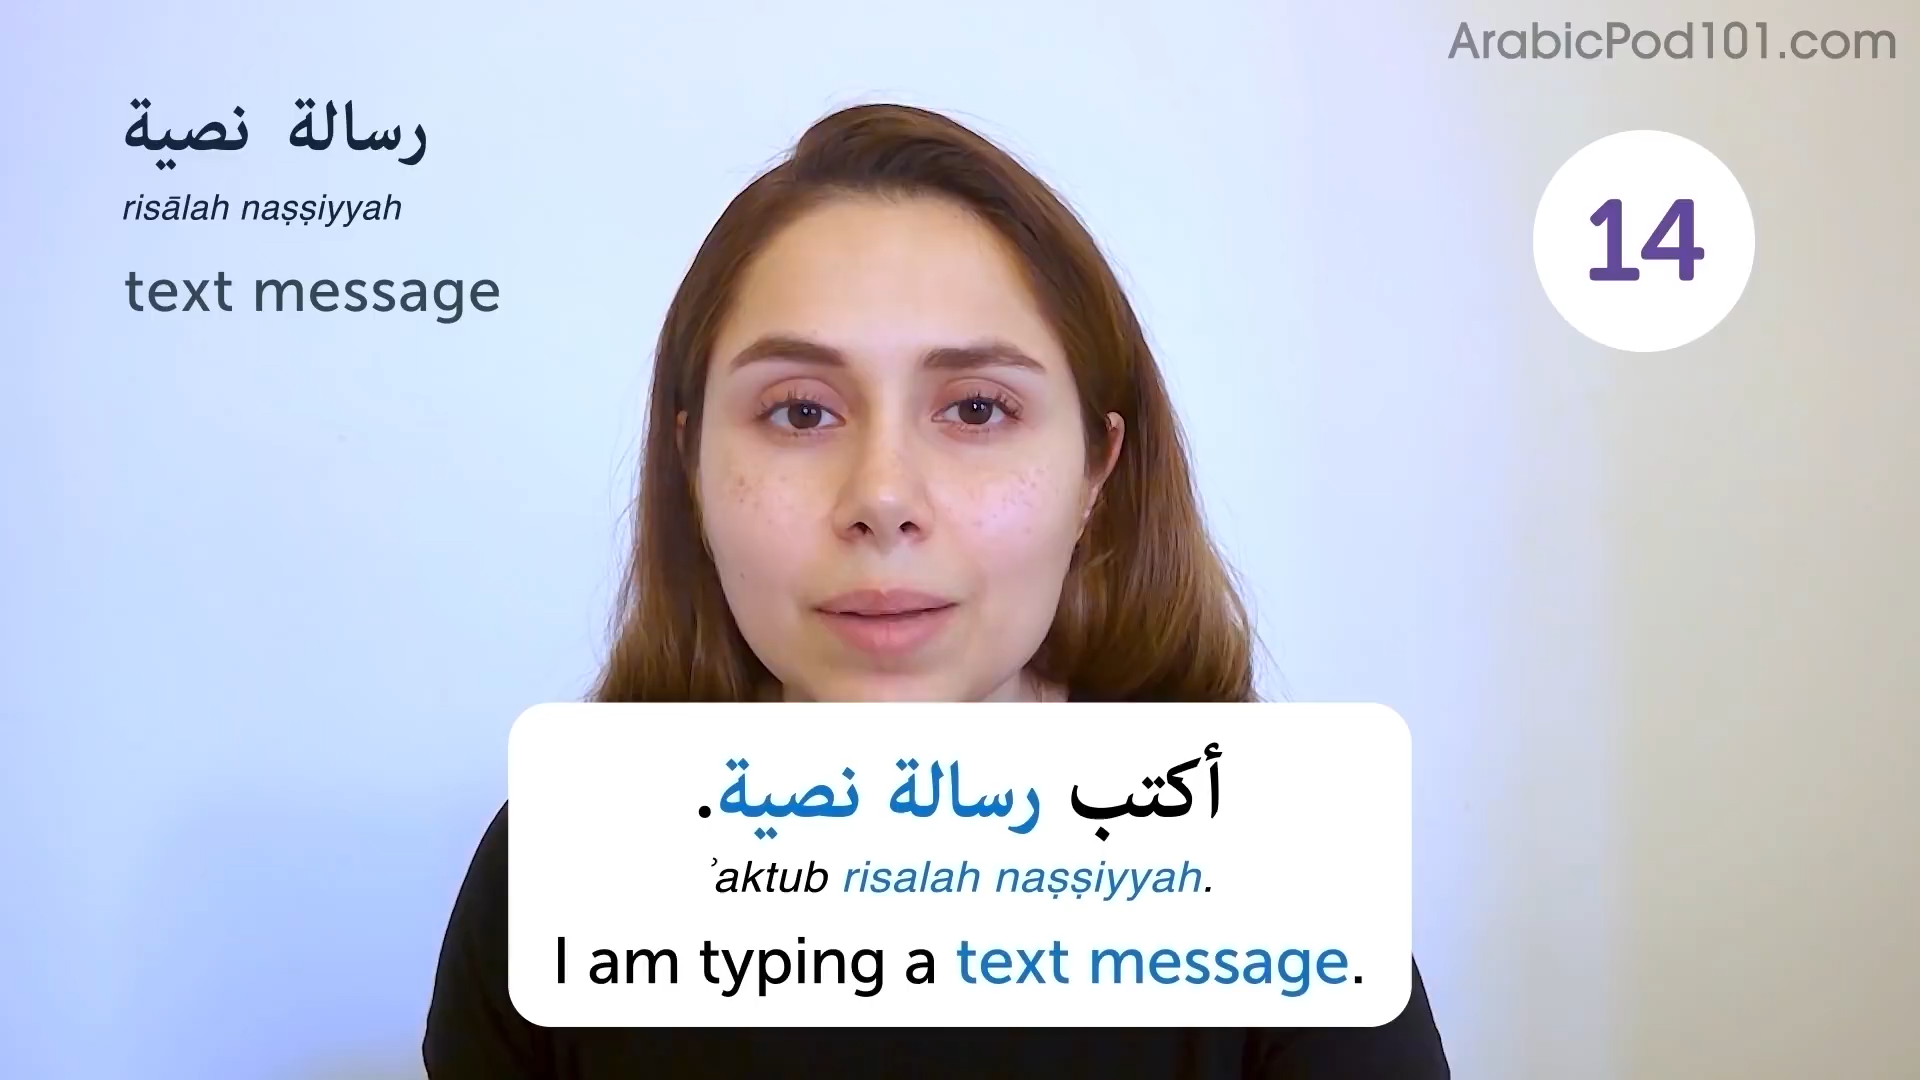 ArabicPod101.com
رسالة نصية
risālah naṣṣiyyah
text message
14
أكتب رسالة نصية.
ʾaktub risalah naṣṣiyyah.
I am typing a text message.